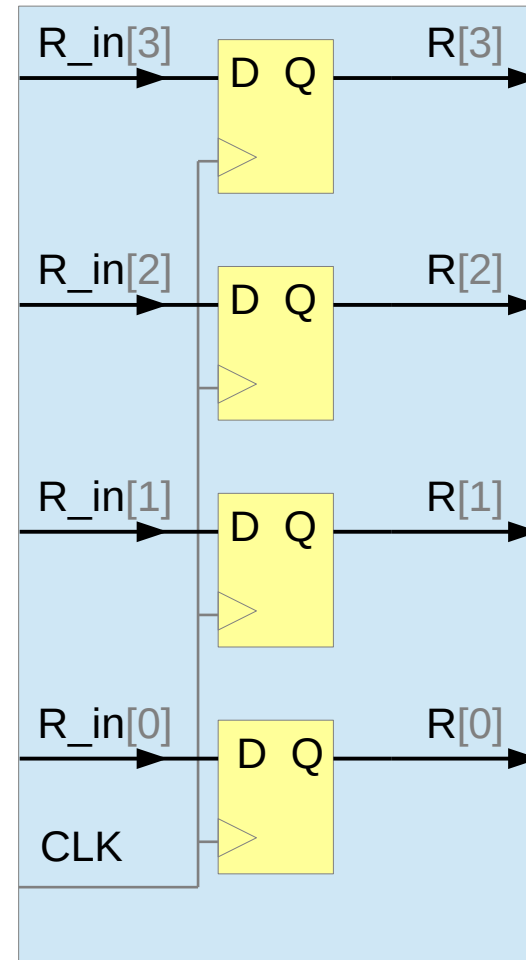 R_in[3] R[3]
D Q
R_in[2] R[2]
D Q
R_in[1] R[1]
D Q
R_in[0] R[0]
D Q
CLK